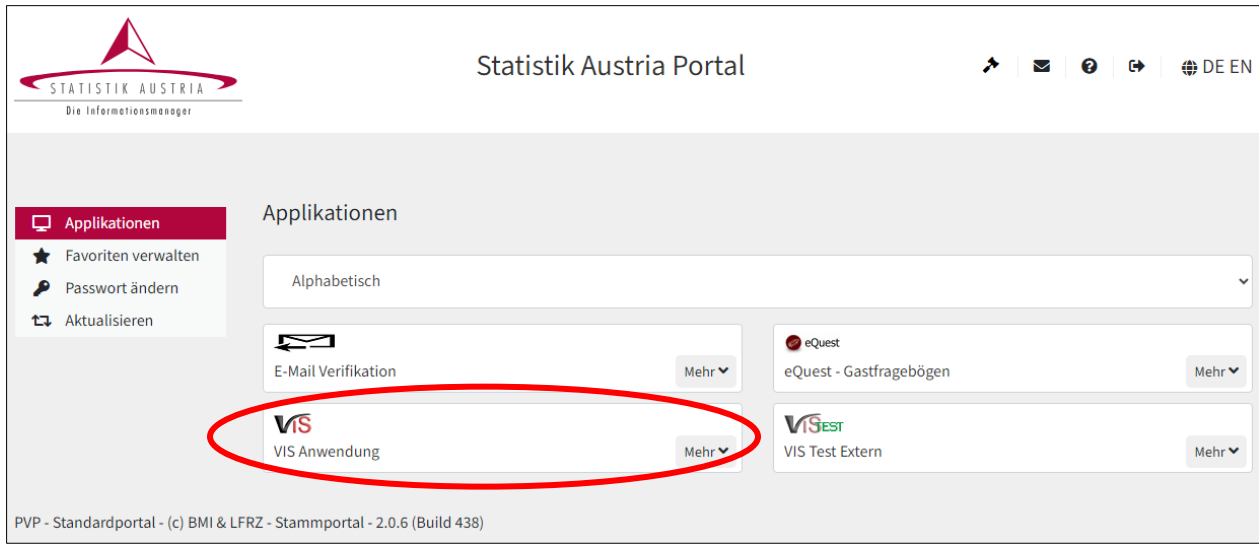 STATISTIK AUSTRIA
Die Informationsmanager
Statistik Austria Portal
DE EN
Applikationen
Favoriten verwalten
Passwort ändern
Aktualisieren
Applikationen
Alphabetisch
E-Mail Verifikation
Mehr
eQuest
eQuest - Gastfragebögen
Mehr
VIS
VIS Anwendung
Mehr
VISTEST
VIS Test Extern
Mehr
PVP - Standardportal - (c) BMI & LFRZ - Stammportal - 2.0.6 (Build 438)